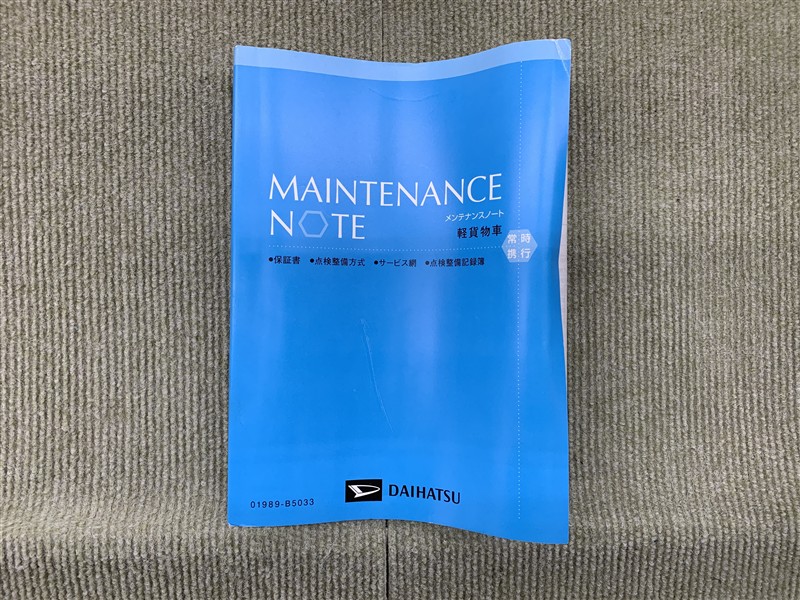 MAINTENANCE
NOTE
メンテナンスノート
軽貨物車
常時
携行
●保証書 ●点検整備方式 ●サービス網 ●点検整備記録簿
01989-B5033
DAIHATSU